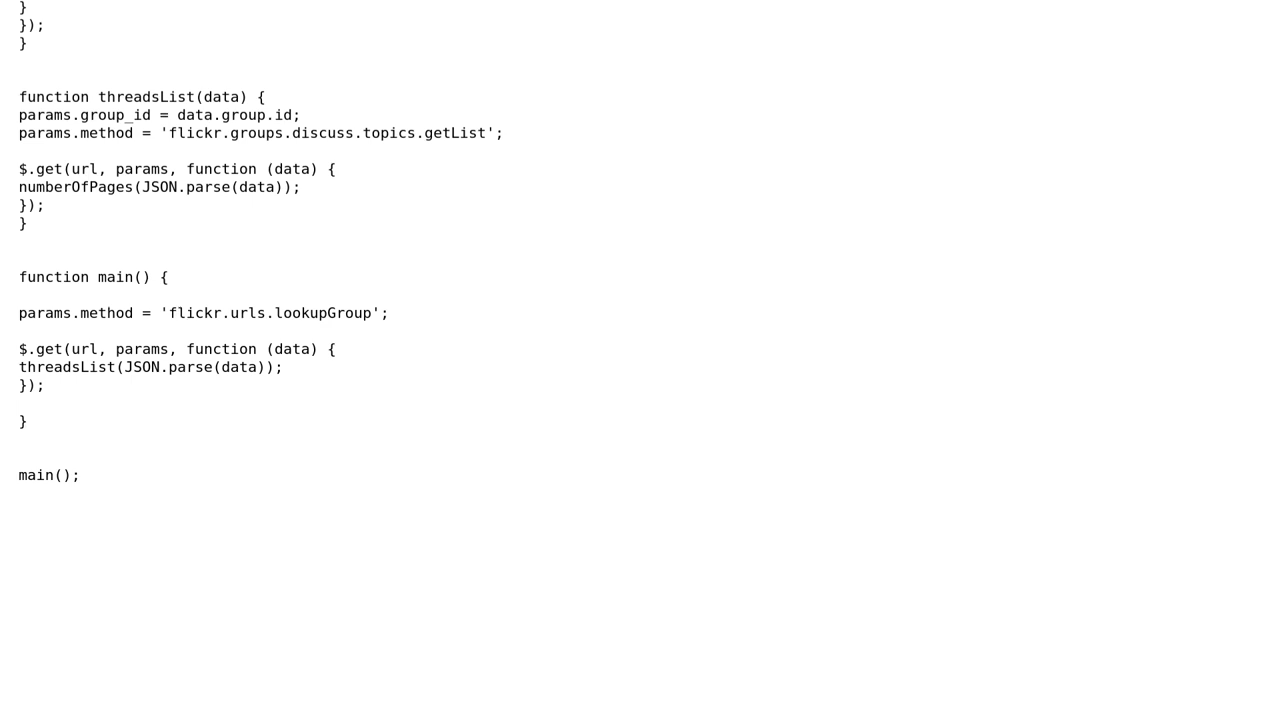 }
});
}
function threadsList(data) {
params.group_id = data.group.id;
params.method = 'flickr.groups.discuss.topics.getList';
$.get(url, params, function (data) {
numberOfPages(JSON.parse(data));
});
}
function main() {
params.method = 'flickr.urls.lookupGroup';
$.get(url, params, function (data) {
threadsList(JSON.parse(data));
});
}
main();